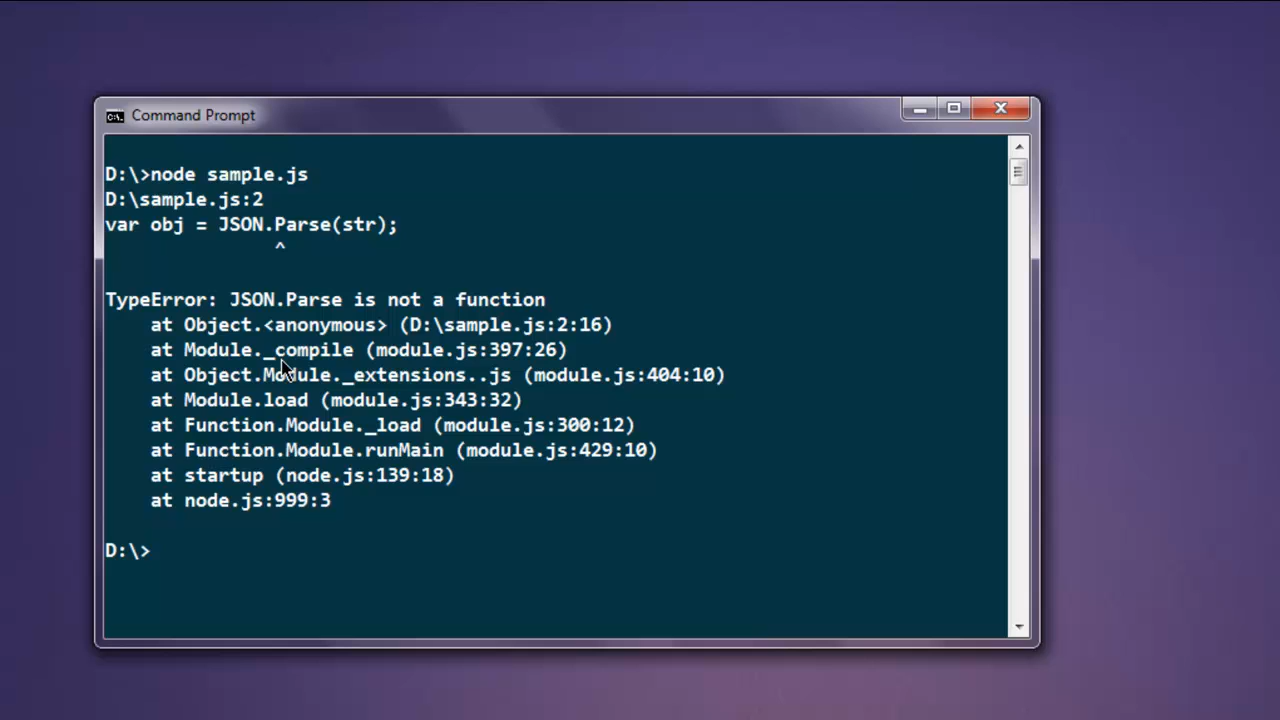 Command Prompt
D:\>node sample.js
D:\sample.js:2
var obj = JSON.Parse(str);
^
TypeError: JSON.Parse is not a function
at Object.<anonymous> (D:\sample.js:2:16)
at Module._compile (module.js:397:26)
at Object.Module._extensions..js (module.js:404:10)
at Module.load (module.js:343:32)
at Function.Module._load (module.js:300:12)
at Function.Module.runMain (module.js:429:10)
at startup (node.js:139:18)
at node.js:999:3
D:\>